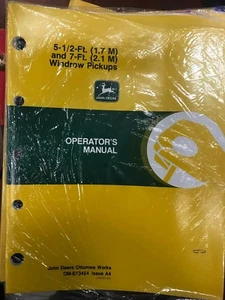 5-1/2-Ft. (1.7 M)
and 7-Ft. (2.1 M)
Windrow Pickups
JOHN DEERE
OPERATOR'S
MANUAL
John Deere Ottumwa Works
OM-E73464 Issue A4